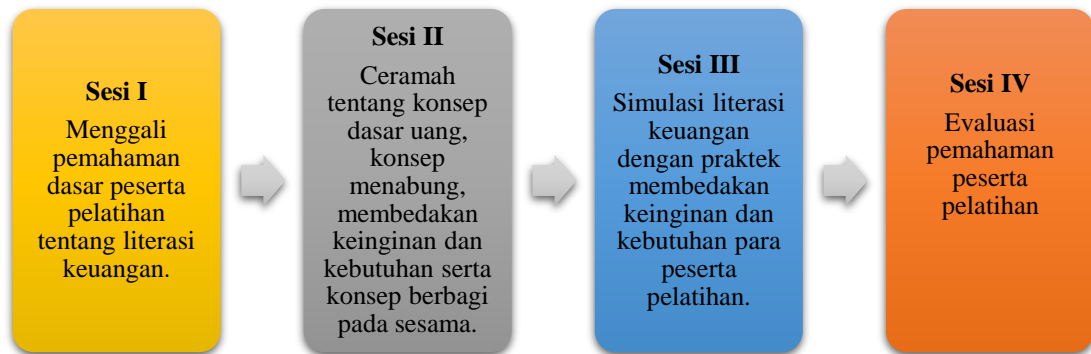 Sesi I
Menggali
pemahaman
dasar peserta
pelatihan
tentang literasi
keuangan.
Sesi II
Ceramah
tentang konsep
dasar uang,
konsep
menabung,
membedakan
keinginan dan
kebutuhan serta
konsep berbagi
pada sesama.
Sesi III
Simulasi literasi
keuangan
dengan praktek
membedakan
keinginan dan
kebutuhan para
peserta
pelatihan.
Sesi IV
Evaluasi
pemahaman
peserta
pelatihan